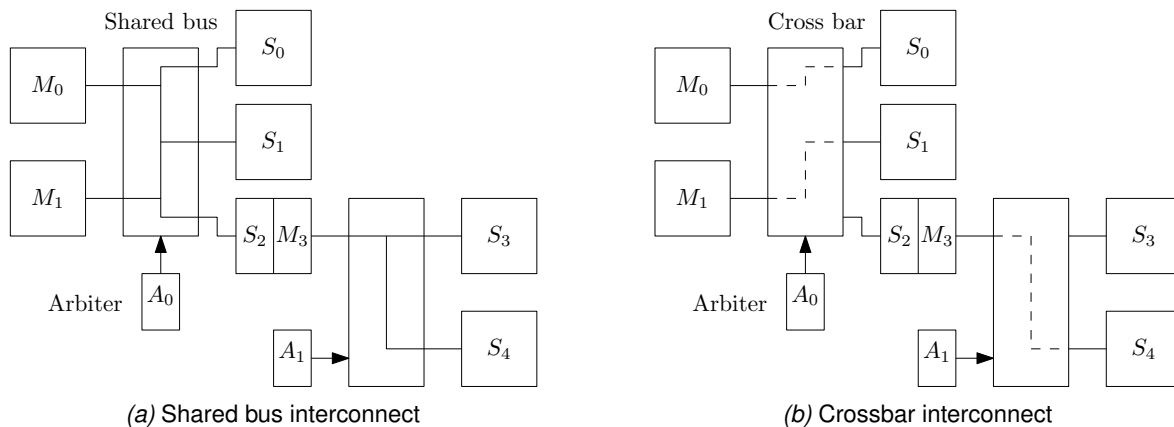 Shared bus
S₀
M₀
S₁
M₁
S₂ M₃
S₃
Arbiter A₀
A₁
S₄
(a) Shared bus interconnect
Cross bar
S₀
M₀
S₁
M₁
S₂ M₃
S₃
Arbiter A₀
A₁
S₄
(b) Crossbar interconnect